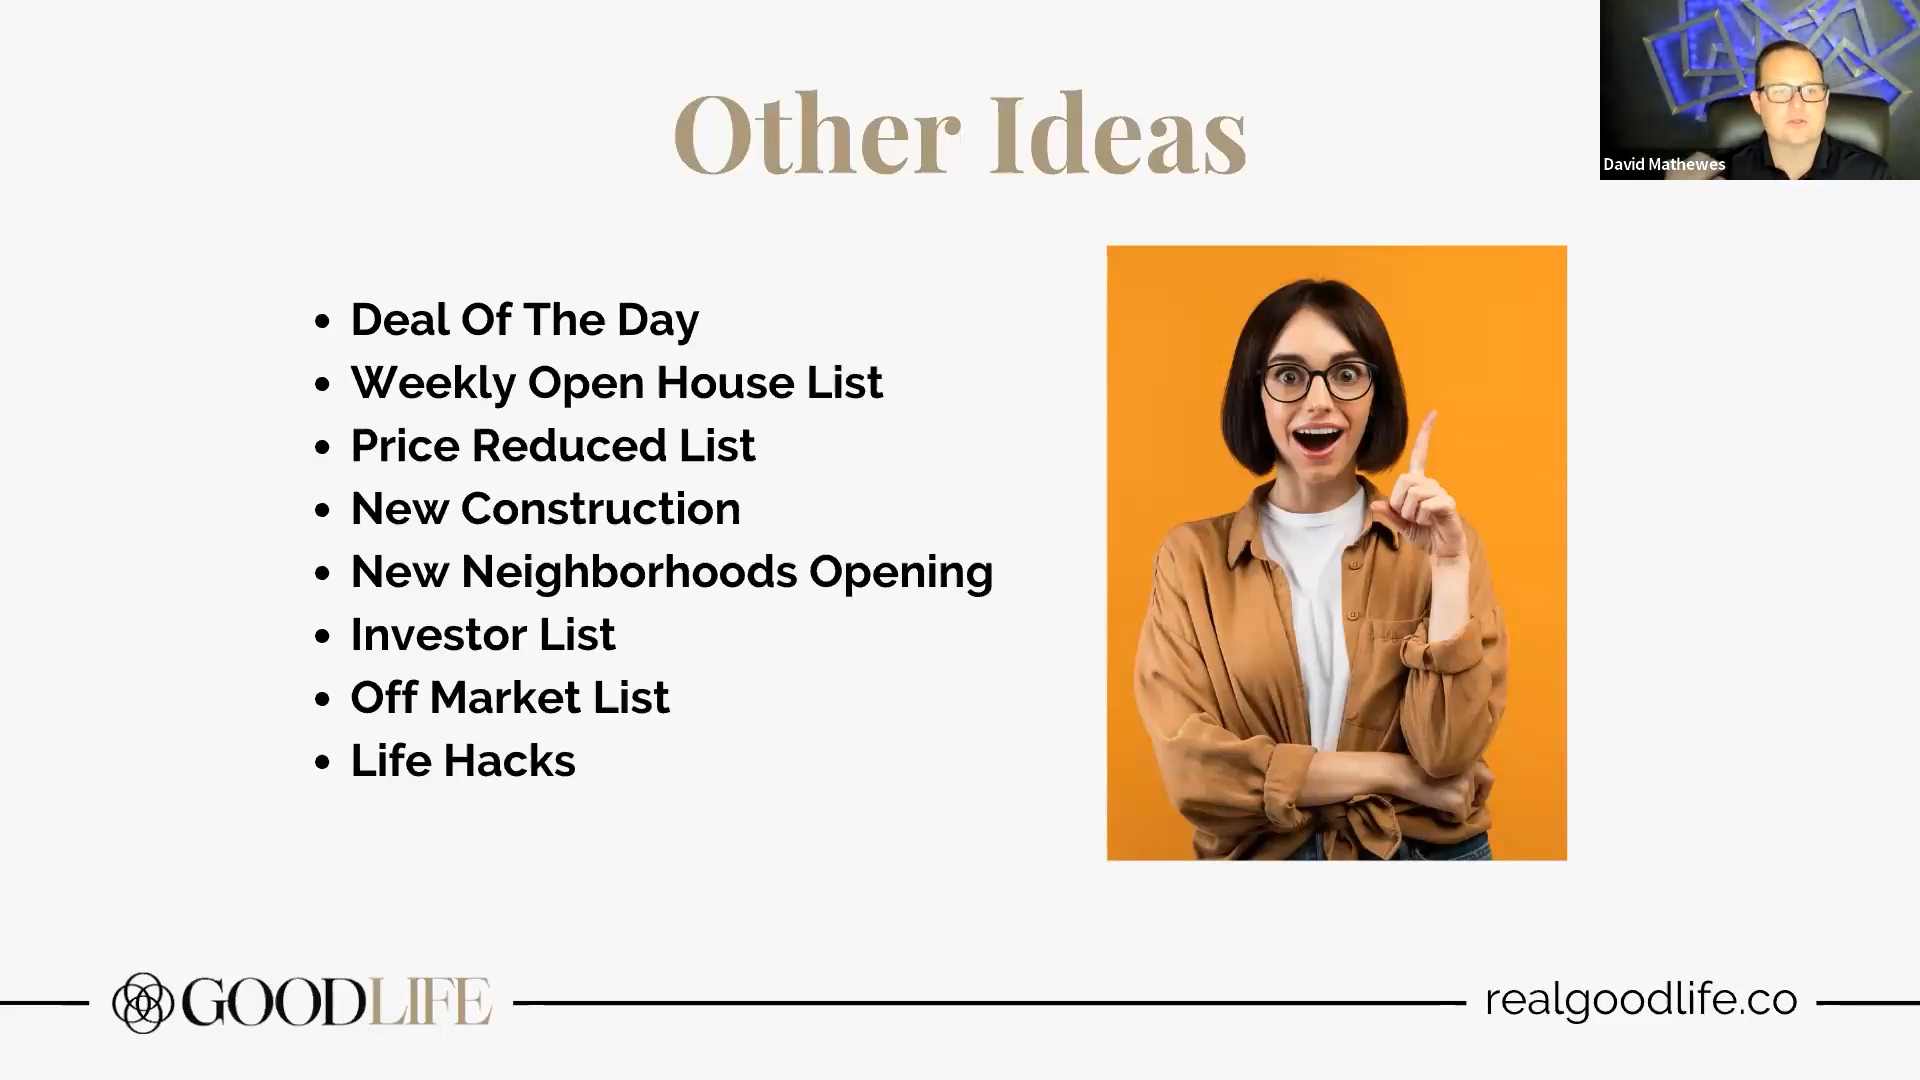 Other Ideas
David Mathewes
Deal Of The Day
Weekly Open House List
Price Reduced List
New Construction
New Neighborhoods Opening
Investor List
Off Market List
Life Hacks
GOODLIFE
realgoodlife.co